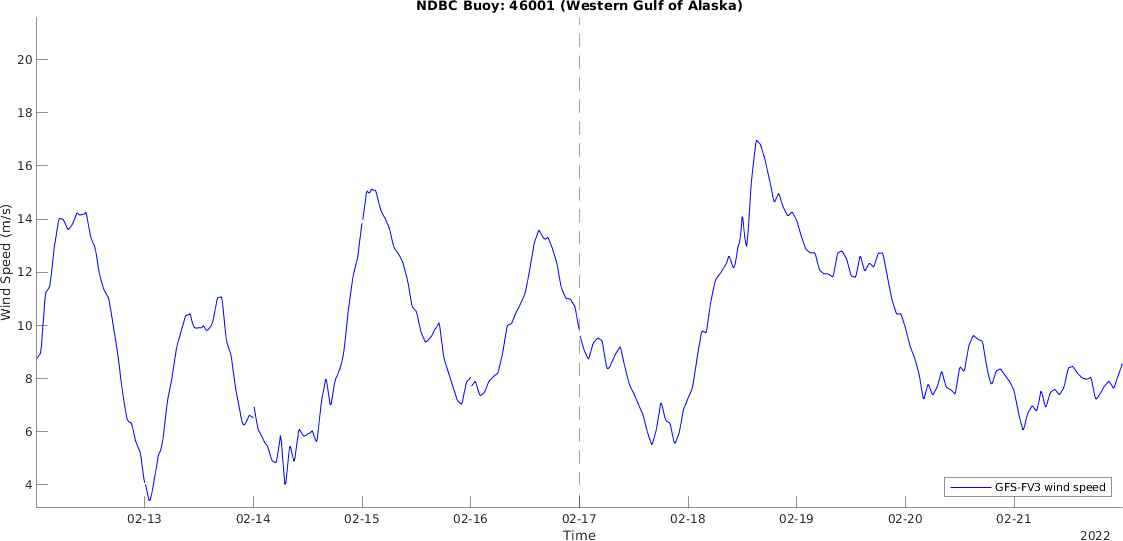 NDBC Buoy: 46001 (Western Gulf of Alaska)
Wind Speed (m/s)
20
18
16
14
12
10
8
6
4
GFS-FV3 wind speed
02-13 02-14 02-15 02-16 02-17 02-18 02-19 02-20 02-21
Time
2022